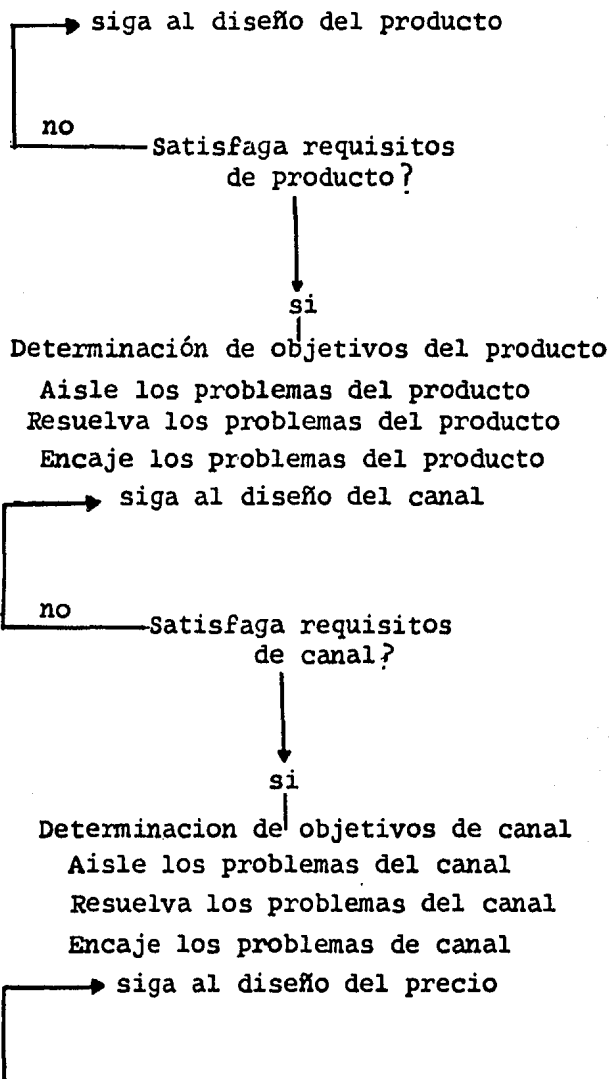 siga al diseño del producto
no
Satisfaga requisitos
de producto?
si
Determinación de objetivos del producto
Aisle los problemas del producto
Resuelva los problemas del producto
Encaje los problemas del producto
siga al diseño del canal
no
Satisfaga requisitos
de canal?
si
Determinacion de objetivos de canal
Aisle los problemas del canal
Resuelva los problemas del canal
Encaje los problemas de canal
siga al diseño del precio